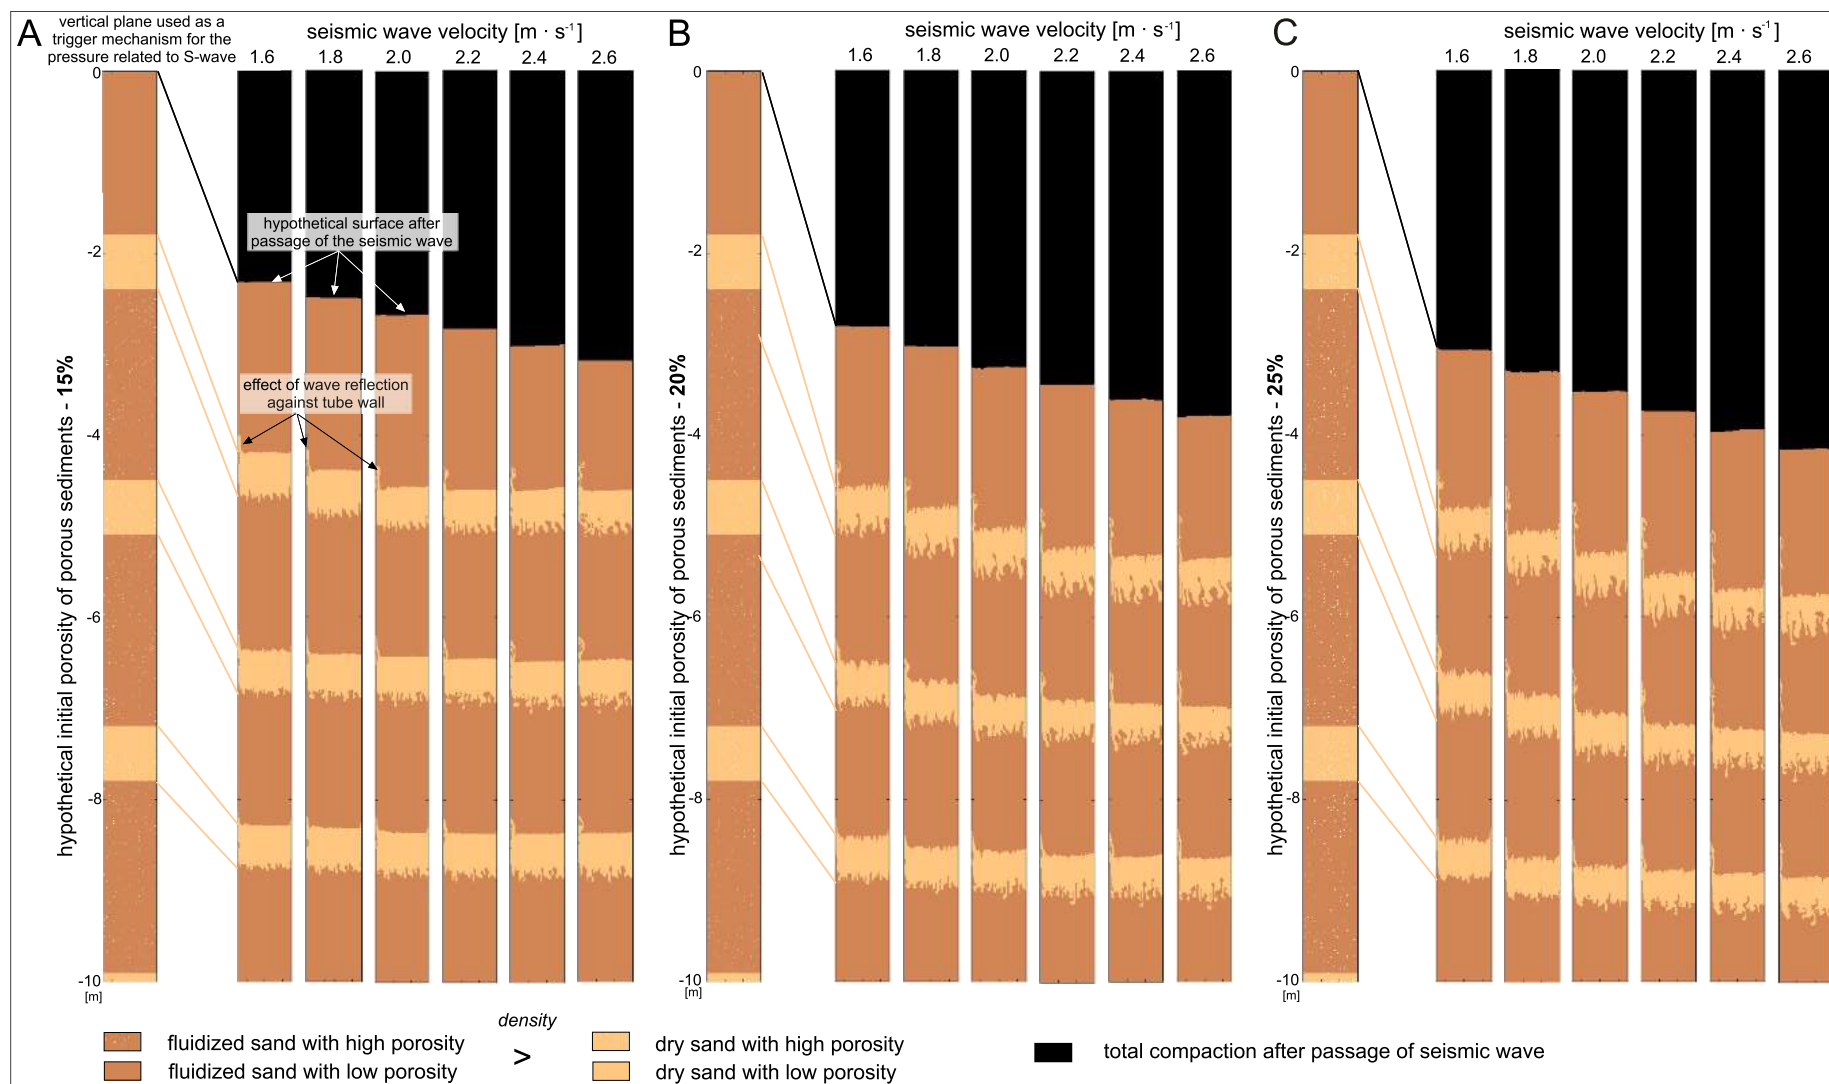 A
vertical plane used as a
trigger mechanism for the
pressure related to S-wave
seismic wave velocity [m · s-1]
1.6 1.8 2.0 2.2 2.4 2.6
0
-2
-4
-6
-8
-10
[m]
hypothetical initial porosity of porous sediments - 15%
hypothetical surface after
passage of the seismic wave
effect of wave reflection
against tube wall
B
seismic wave velocity [m · s-1]
1.6 1.8 2.0 2.2 2.4 2.6
0
-2
-4
-6
-8
-10
[m]
hypothetical initial porosity of porous sediments - 20%
C
seismic wave velocity [m · s-1]
1.6 1.8 2.0 2.2 2.4 2.6
0
-2
-4
-6
-8
-10
[m]
hypothetical initial porosity of porous sediments - 25%
fluidized sand with high porosity
fluidized sand with low porosity
density
>
dry sand with high porosity
dry sand with low porosity
total compaction after passage of seismic wave